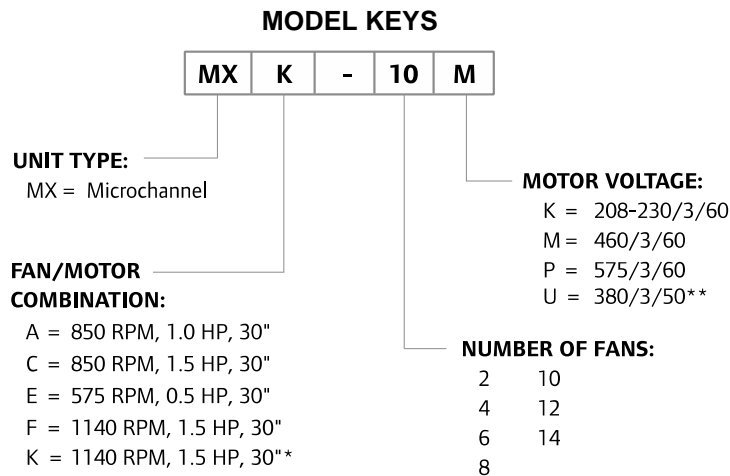 MODEL KEYS
MX K - 10 M
UNIT TYPE:
MX = Microchannel
FAN/MOTOR
COMBINATION:
A = 850 RPM, 1.0 HP, 30"
C = 850 RPM, 1.5 HP, 30"
E = 575 RPM, 0.5 HP, 30"
F = 1140 RPM, 1.5 HP, 30"
K = 1140 RPM, 1.5 HP, 30"*
NUMBER OF FANS:
2 10
4 12
6 14
8
MOTOR VOLTAGE:
K = 208-230/3/60
M = 460/3/60
P = 575/3/60
U = 380/3/50**